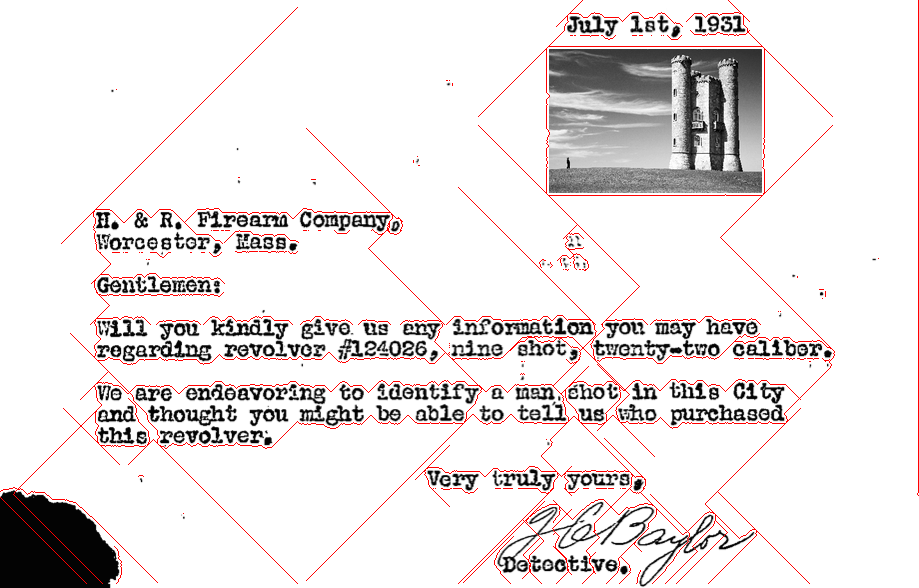 July 1st, 1931
H. & R. Firearm Company,
Worcester, Mass.
Gentlemen:
Will you kindly give us any information you may have
regarding revolver #124026, nine shot, twenty-two caliber.
We are endeavoring to identify a man shot in this City
and thought you might be able to tell us who purchased
this revolver.
Very truly yours,
J E Baylor
Detective.